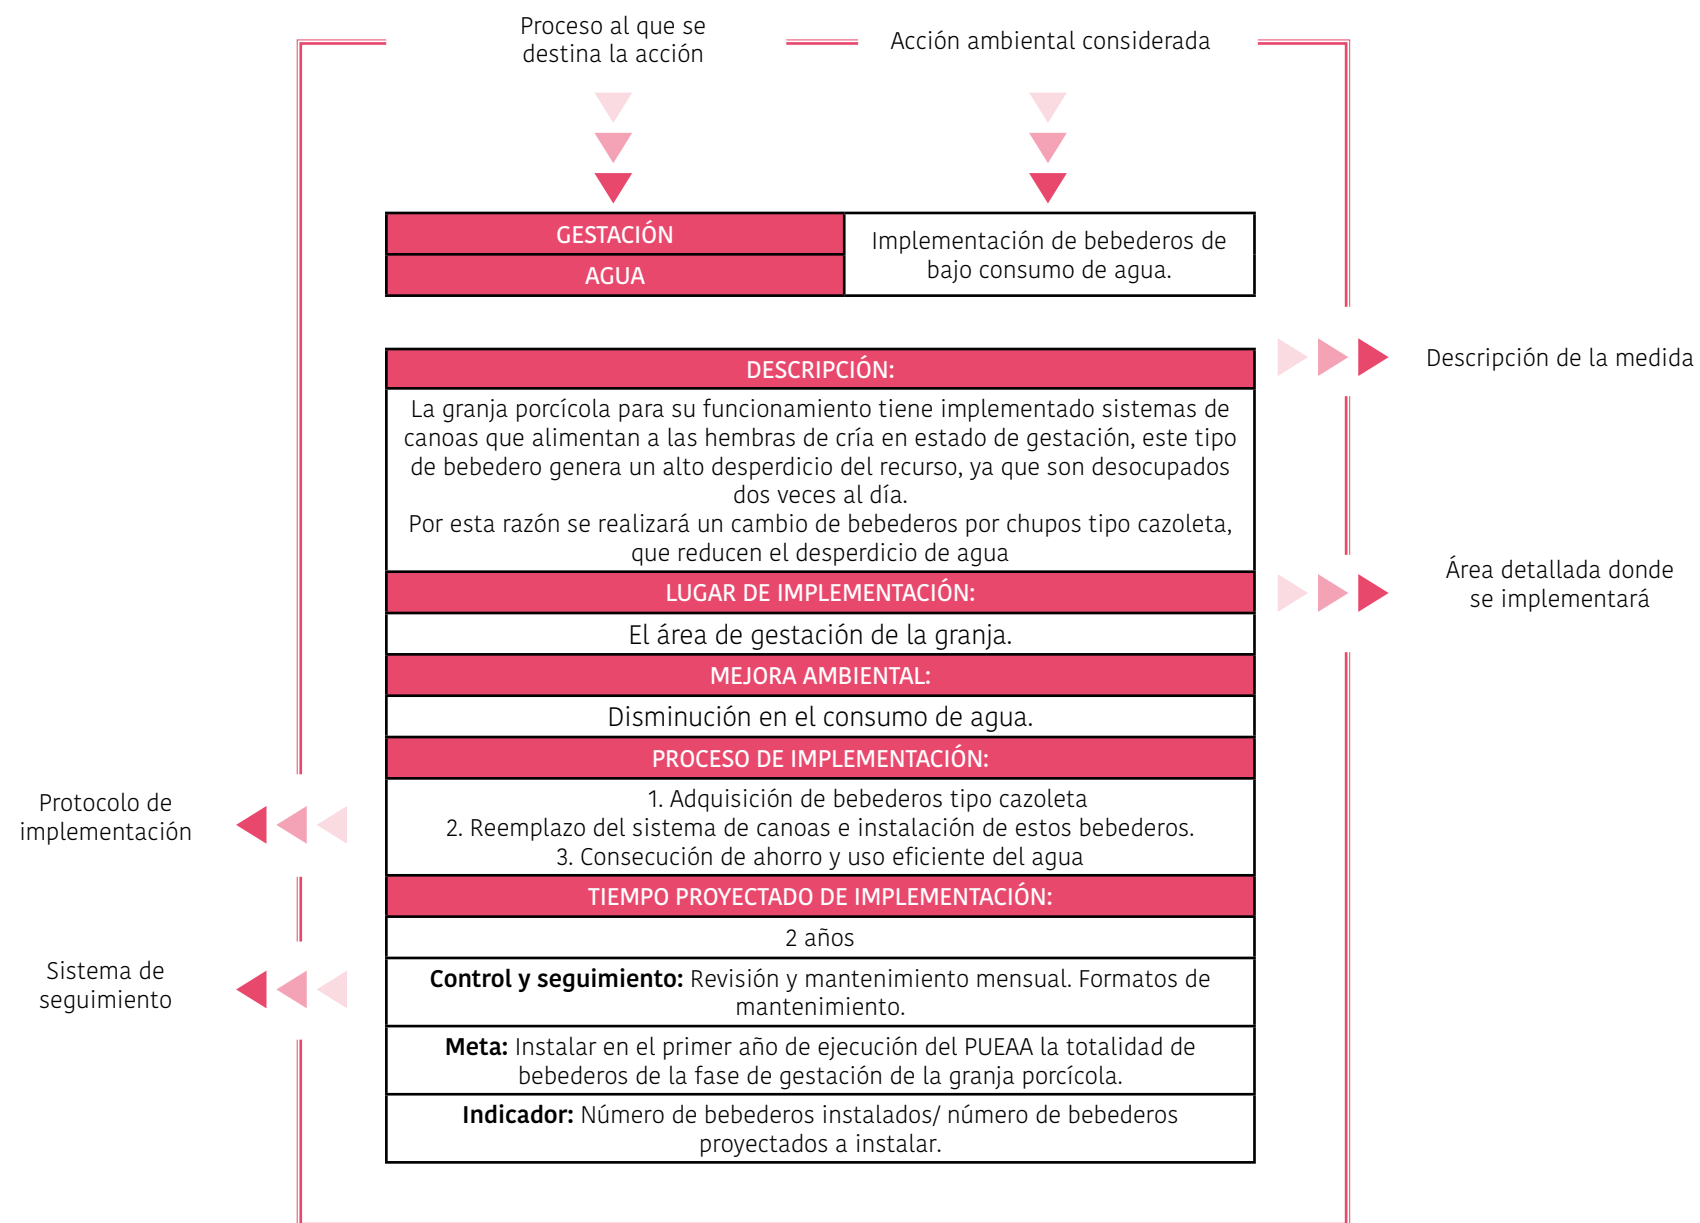 Proceso al que se
destina la acción
Acción ambiental considerada
GESTACIÓN
AGUA
Implementación de bebederos de
bajo consumo de agua.
DESCRIPCIÓN:
Descripción de la medida
La granja porcícola para su funcionamiento tiene implementado sistemas de
canoas que alimentan a las hembras de cría en estado de gestación, este tipo
de bebedero genera un alto desperdicio del recurso, ya que son desocupados
dos veces al día.
Por esta razón se realizará un cambio de bebederos por chupos tipo cazoleta,
que reducen el desperdicio de agua
LUGAR DE IMPLEMENTACIÓN:
Área detallada donde
se implementará
El área de gestación de la granja.
MEJORA AMBIENTAL:
Disminución en el consumo de agua.
PROCESO DE IMPLEMENTACIÓN:
Protocolo de
implementación
1. Adquisición de bebederos tipo cazoleta
2. Reemplazo del sistema de canoas e instalación de estos bebederos.
3. Consecución de ahorro y uso eficiente del agua
TIEMPO PROYECTADO DE IMPLEMENTACIÓN:
2 años
Sistema de
seguimiento
Control y seguimiento: Revisión y mantenimiento mensual. Formatos de
mantenimiento.
Meta: Instalar en el primer año de ejecución del PUEAA la totalidad de
bebederos de la fase de gestación de la granja porcícola.
Indicador: Número de bebederos instalados/ número de bebederos
proyectados a instalar.